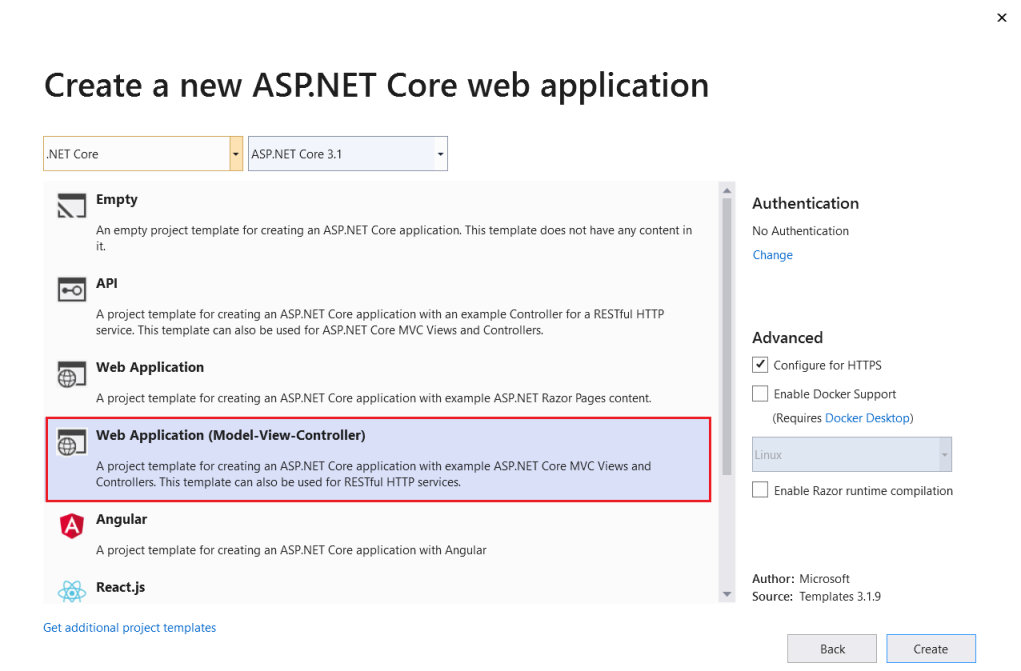 Create a new ASP.NET Core web application
.NET Core
ASP.NET Core 3.1
Empty
An empty project template for creating an ASP.NET Core application. This template does not have any content in
it.
API
A project template for creating an ASP.NET Core application with an example Controller for a RESTful HTTP
service. This template can also be used for ASP.NET Core MVC Views and Controllers.
Web Application
A project template for creating an ASP.NET Core application with example ASP.NET Razor Pages content.
Web Application (Model-View-Controller)
A project template for creating an ASP.NET Core application with example ASP.NET Core MVC Views and
Controllers. This template can also be used for RESTful HTTP services.
Angular
A project template for creating an ASP.NET Core application with Angular
React.js
Get additional project templates
Authentication
No Authentication
Change
Advanced
Configure for HTTPS
Enable Docker Support
(Requires Docker Desktop)
Linux
Enable Razor runtime compilation
Author: Microsoft
Source: Templates 3.1.9
Back
Create